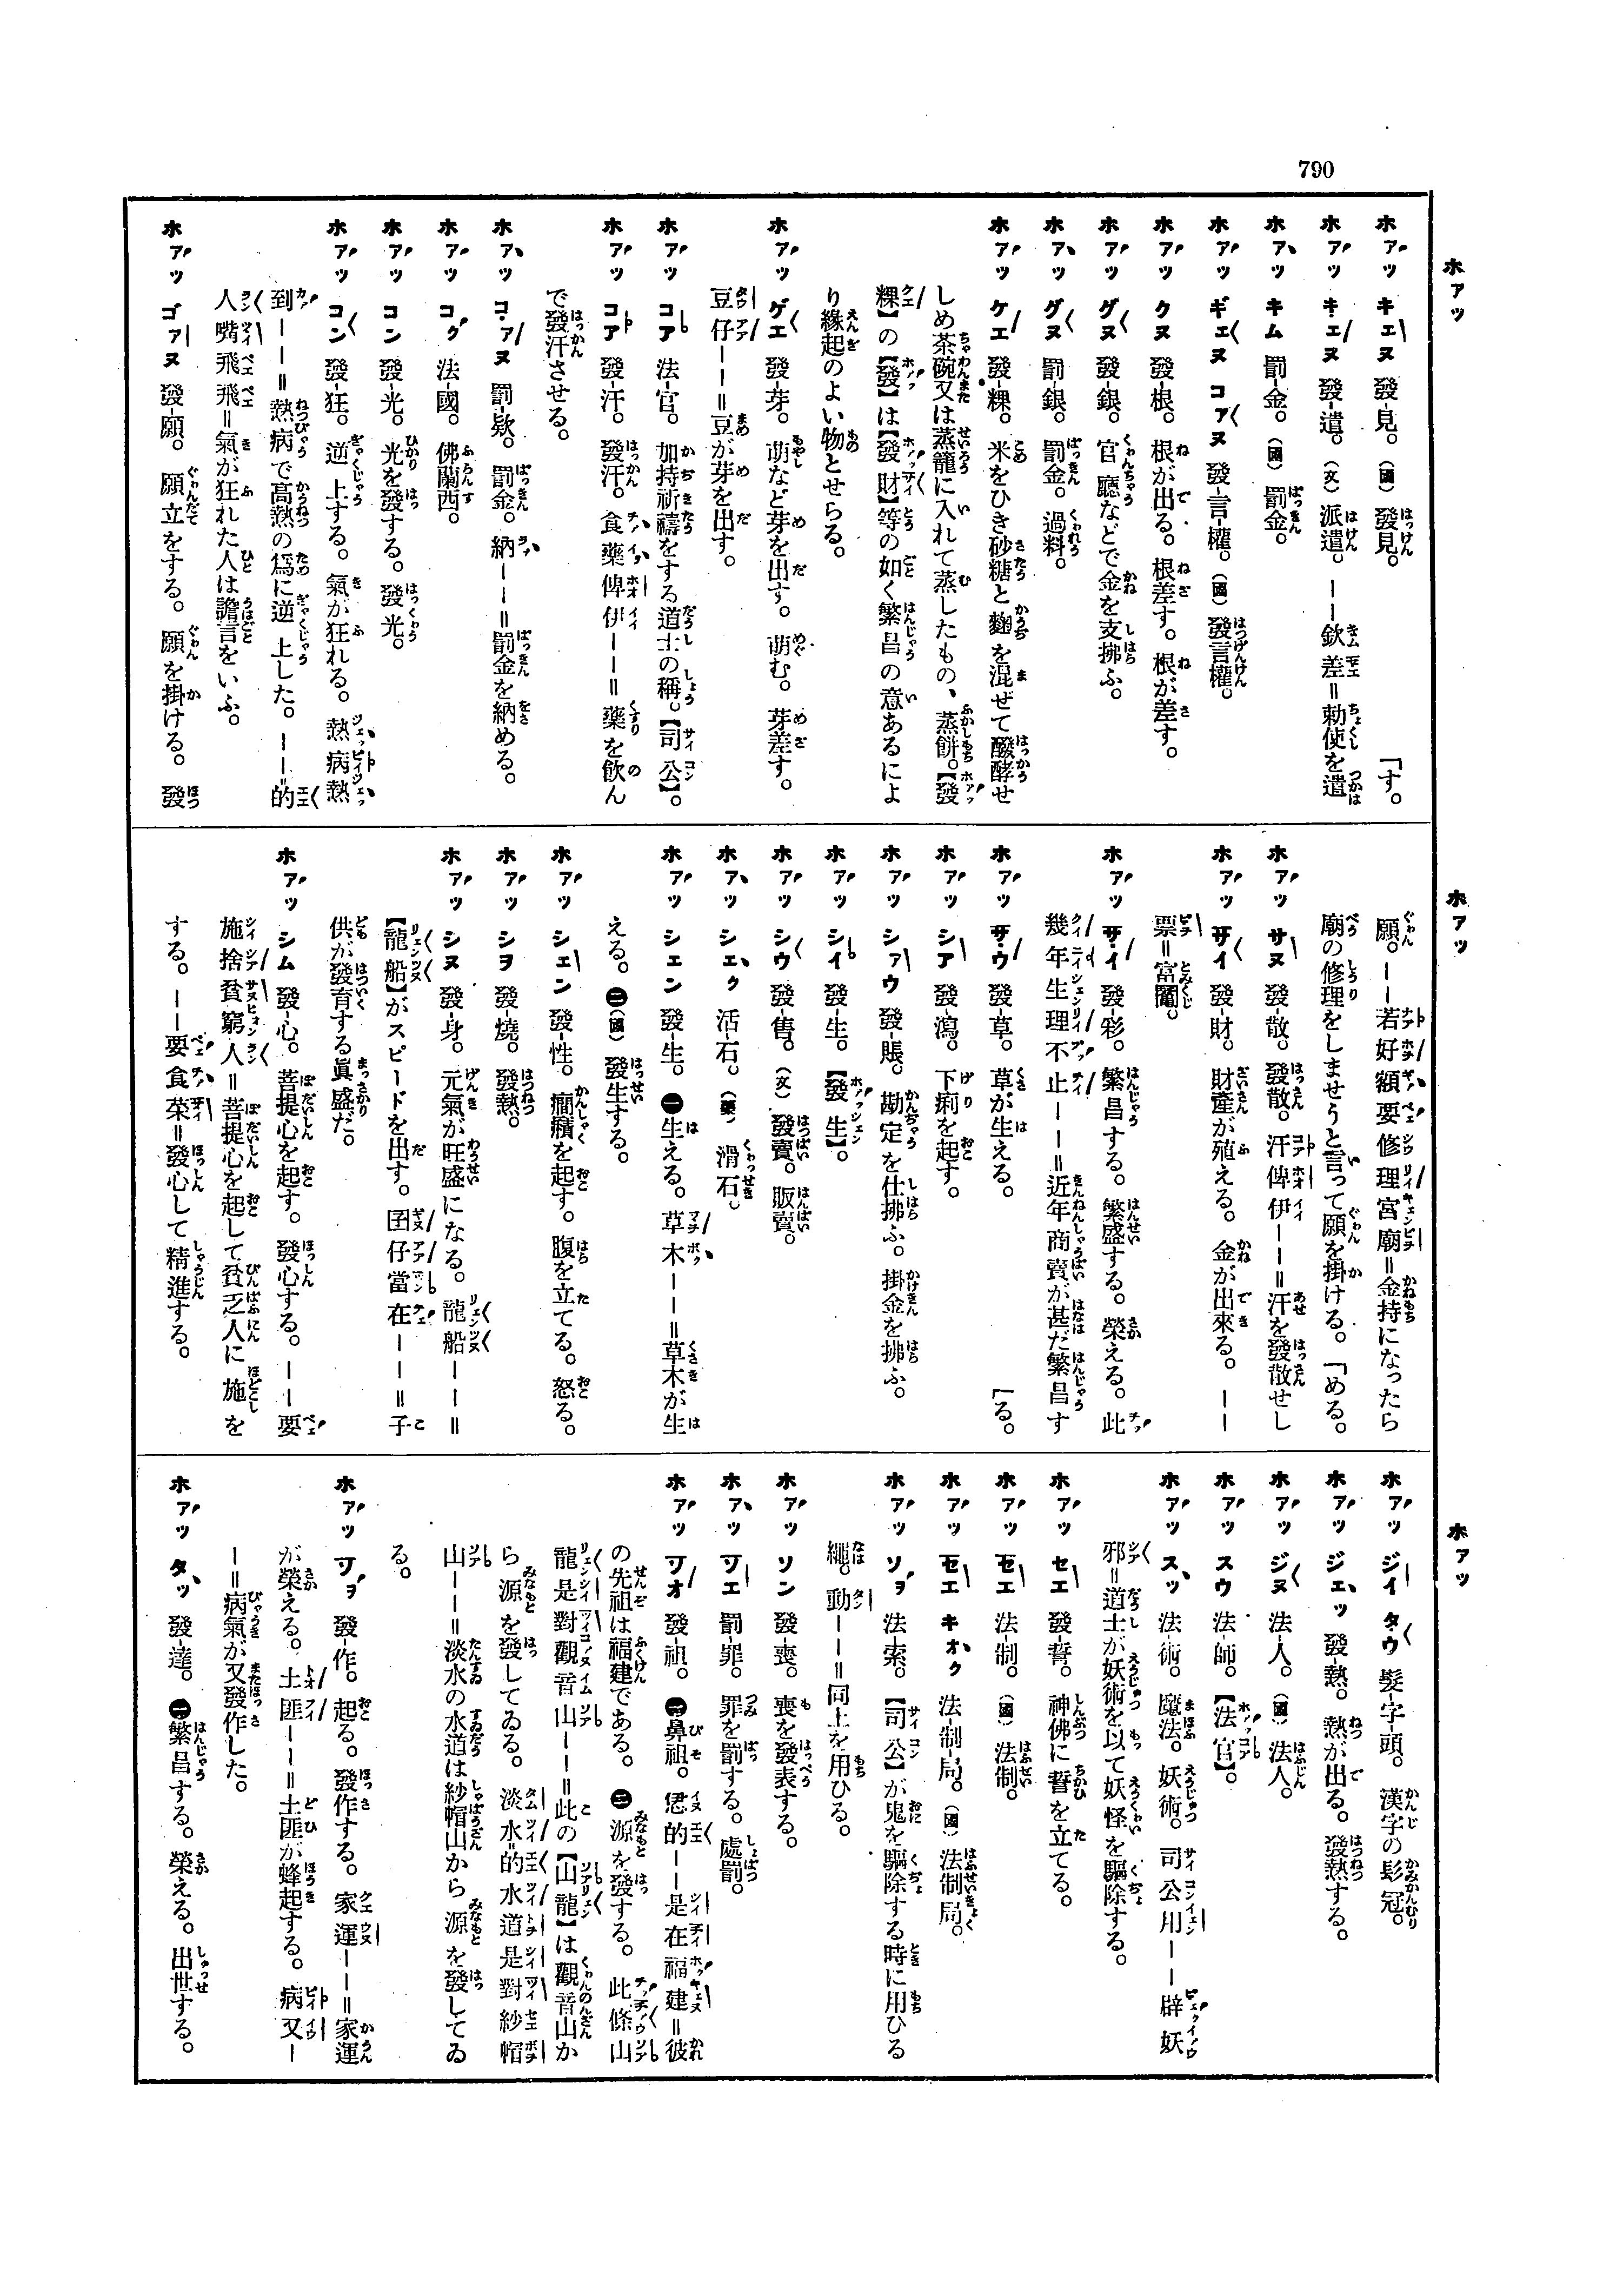 790
ホアッ
ホアッ キェヌ 發-見。(國) 發見。
ホアッ キェヌ 發-遣。(文) 派遣。——欽差＝勅使を遣「す。
ホアッ キム 罰-金。(國) 罰金。
ホアッ ギェヌ コアヌ 發-言-權。(國) 發言權。
ホアッ クヌ 發-根。 根が出る。根差す。根が差す。
ホアッ グヌ 發-銀。 官廳などで金を支拂ふ。
ホアッ グヌ 罰-銀。 罰金。過料。
ホアッ ケエ 發-粿。 米をひき砂糖と麴を混ぜて醱酵せ
しめ茶碗又は蒸籠に入れて蒸したもの、蒸餅。【發
粿】の【發】は【發財】等の如く繁昌の意あるによ
り緣起のよい物とせらる。
ホアッ ゲエ 發-芽。 萌など芽を出す。萌む。芽差す。
豆仔——＝豆が芽を出す。
ホアッ コア 法-官。 加持祈禱をする道士の稱。【司公】。
ホアッ コア 發-汗。 發汗。食藥俾伊——＝藥を飮ん
で發汗させる。
ホアッ コアヌ 罰-欵。 罰金。納——＝罰金を納める。
ホアッ コク 法-國。 佛蘭西。
ホアッ コン 發-光。 光を發する。發光。
ホアッ コン 發-狂。 逆上する。氣が狂れる。熱病熱
到——＝熱病で高熱の爲に逆上した。——的
人嘴飛飛＝氣が狂れた人は譫言をいふ。
ホアッ ゴアヌ 發-願。 願立をする。願を掛ける。發
ホアッ
願。——若好額要修理宮廟＝金持になったら
廟の修理をしませうと言って願を掛ける。「める。
ホアッ サヌ 發-散。 發散。汗俾伊——＝汗を發散せし
ホアッ サイ 發-財。 財產が殖える。金が出來る。——
票＝富鬮。
ホアッ サイ 發-彩。 繁昌する。繁盛する。榮える。此
幾年生理不止——＝近年商賣が甚だ繁昌す
ホアッ サウ 發-草。 草が生える。「る。
ホアッ シア 發-瀉。 下痢を起す。
ホアッ シアウ 發-賬。 勘定を仕拂ふ。掛金を拂ふ。
ホアッ シイ 發-生。【發生】。
ホアッ シウ 發-售。(文) 發賣。販賣。
ホアッ シェク 活-石。(藥) 滑石。
ホアッ シェン 發-生。 ㊀生える。草木——＝草木が生
える。㊁(國) 發生する。
ホアッ シェン 發-性。 癇癪を起す。腹を立てる。怒る。
ホアッ シヲ 發-燒。 發熱。
ホアッ シヌ 發-身。 元氣が旺盛になる。龍船——＝
【龍船】がスピードを出す。囝仔當在——＝子
供が發育する眞盛だ。
ホアッ シム 發-心。 菩提心を起す。發心する。——要
施捨貧窮人＝菩提心を起して貧乏人に施を
する。——要食菜＝發心して精進する。
ホアッ
ホアッ ジイ タウ 髮-字-頭。 漢字の髟冠。
ホアッ ジェッ 發-熱。 熱が出る。發熱する。
ホアッ ジヌ 法-人。(國) 法人。
ホアッ スウ 法-師。【法官】。
ホアッ スッ 法-術。 魔法。妖術。司公用——辟妖
邪＝道士が妖術を以て妖怪を驅除する。
ホアッ セエ 發-誓。 神佛に誓を立てる。
ホアッ セエ 法-制。(國) 法制。
ホアッ セエ キオク 法-制-局。(國) 法制局。
ホアッ ソヲ 法-索。【司公】が鬼を驅除する時に用ひる
繩。動——＝同上を用ひる。
ホアッ ソン 發-喪。 喪を發表する。
ホアッ ソエ 罰-罪。 罪を罰する。處罰。
ホアッ ソオ 發-祖。 ㊀鼻祖。𪜶的——是在福建＝彼
の先祖は福建である。㊁源を發する。此條山
龍是對觀音山——＝此の【山龍】は觀音山か
ら源を發してゐる。淡水的水道是對紗帽
山——＝淡水の水道は紗帽山から源を發してゐ
る。
ホアッ ソヲ 發-作。 起る。發作する。家運——＝家運
が榮える。土匪——＝土匪が蜂起する。病又—
—＝病氣が又發作した。
ホアッ タッ 發-達。 ㊀繁昌する。榮える。出世する。